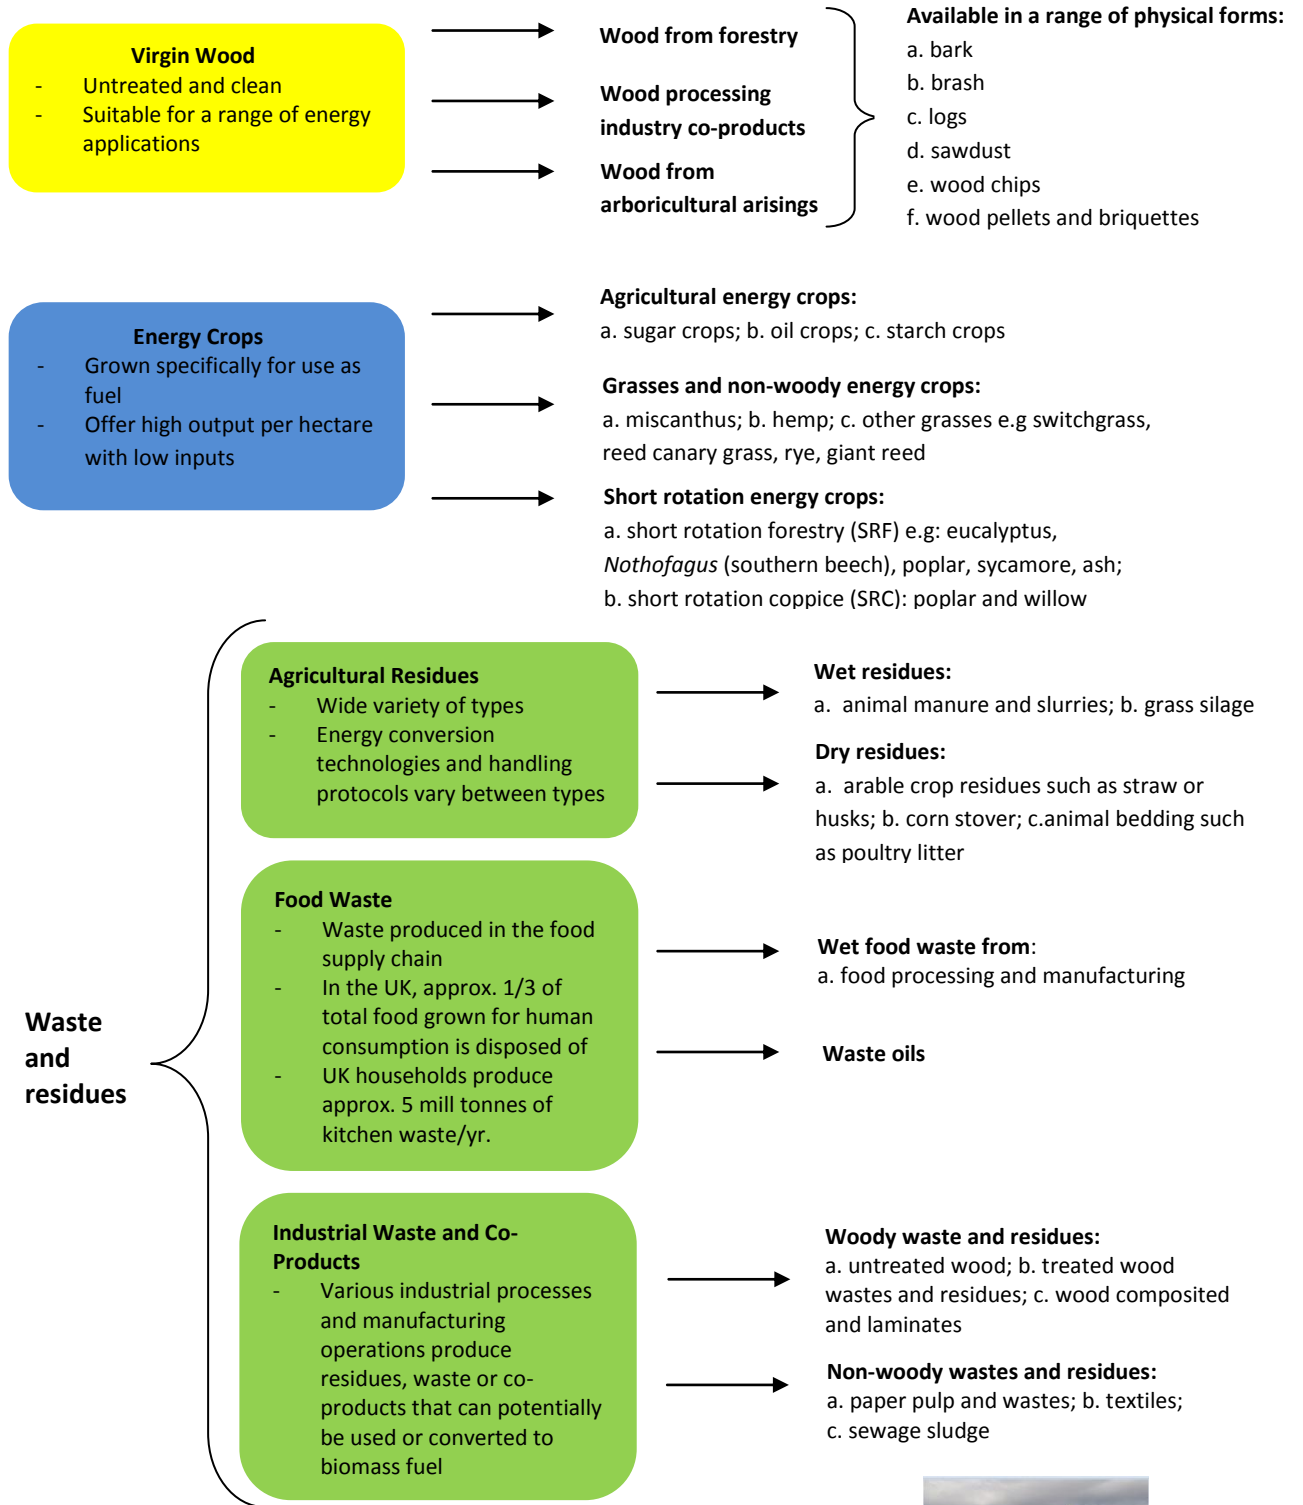 Virgin Wood
- Untreated and clean
- Suitable for a range of energy
applications
Wood from forestry
Wood processing
industry co-products
Wood from
arboricultural arisings
Available in a range of physical forms:
a. bark
b. brash
c. logs
d. sawdust
e. wood chips
f. wood pellets and briquettes
Energy Crops
- Grown specifically for use as
fuel
- Offer high output per hectare
with low inputs
Agricultural energy crops:
a. sugar crops; b. oil crops; c. starch crops
Grasses and non-woody energy crops:
a. miscanthus; b. hemp; c. other grasses e.g switchgrass,
reed canary grass, rye, giant reed
Short rotation energy crops:
a. short rotation forestry (SRF) e.g: eucalyptus,
Nothofagus (southern beech), poplar, sycamore, ash;
b. short rotation coppice (SRC): poplar and willow
Waste
and
residues
Agricultural Residues
- Wide variety of types
- Energy conversion
technologies and handling
protocols vary between types
Wet residues:
a. animal manure and slurries; b. grass silage
Dry residues:
a. arable crop residues such as straw or
husks; b. corn stover; c.animal bedding such
as poultry litter
Food Waste
- Waste produced in the food
supply chain
- In the UK, approx. 1/3 of
total food grown for human
consumption is disposed of
- UK households produce
approx. 5 mill tonnes of
kitchen waste/yr.
Wet food waste from:
a. food processing and manufacturing
Waste oils
Industrial Waste and Co-
Products
- Various industrial processes
and manufacturing
operations produce
residues, waste or co-
products that can potentially
be used or converted to
biomass fuel
Woody waste and residues:
a. untreated wood; b. treated wood
wastes and residues; c. wood composited
and laminates
Non-woody wastes and residues:
a. paper pulp and wastes; b. textiles;
c. sewage sludge